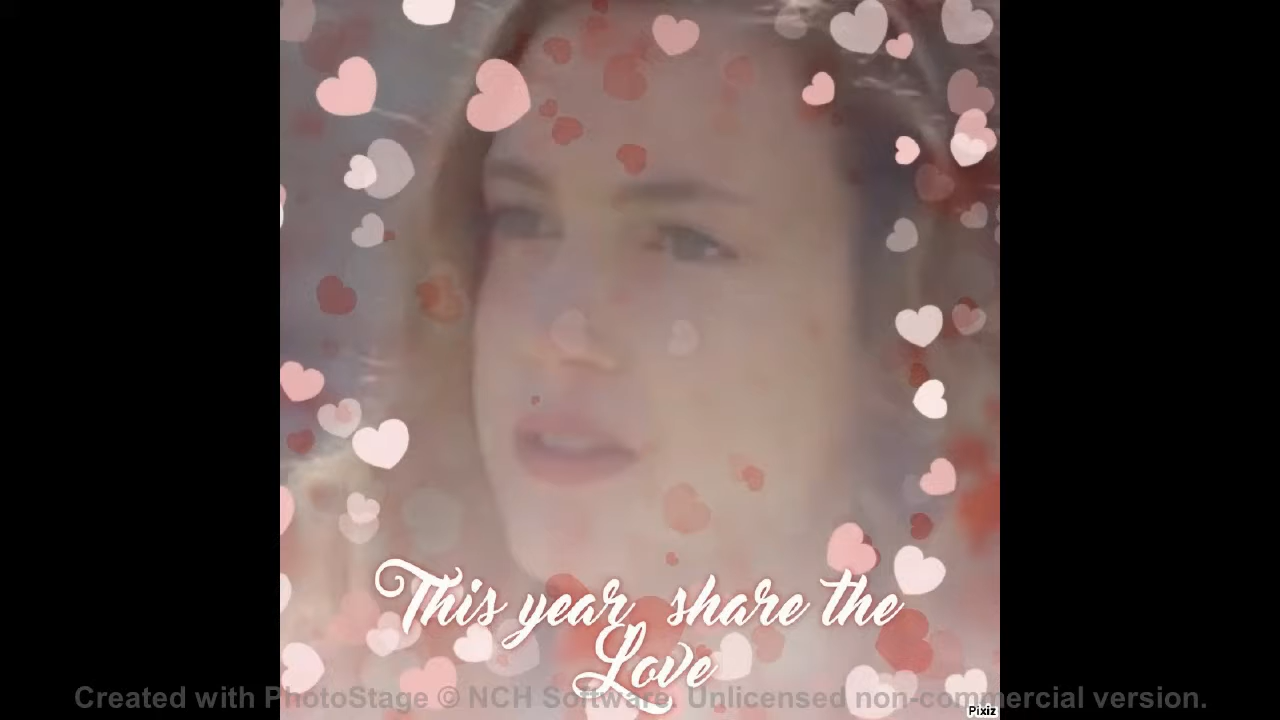 This year share the
Love
Created with PhotoStage © NCH Software. Unlicensed non-commercial version.
Pixiz